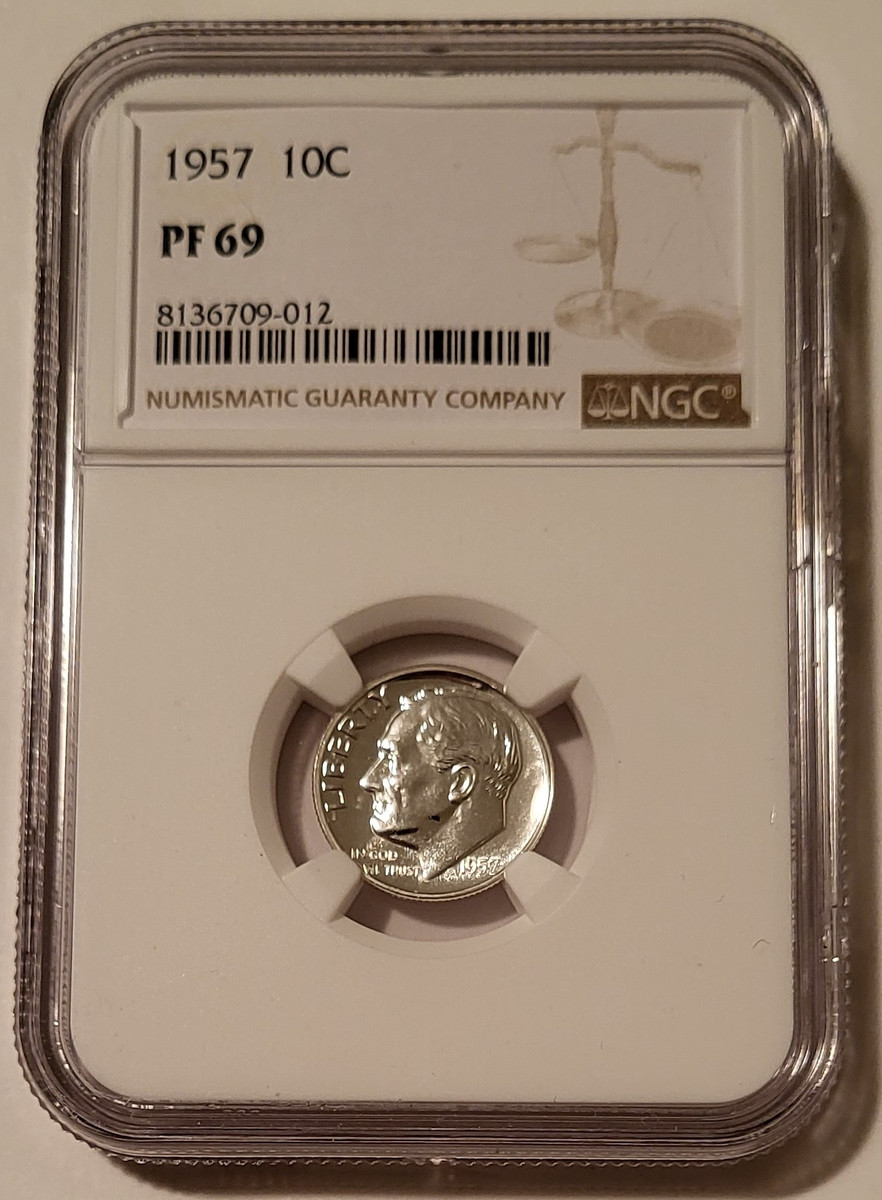 1957 10C
PF 69
8136709-012
NUMISMATIC GUARANTY COMPANY
NGC®
LIBERTY
IN GOD
WE TRUST
1957